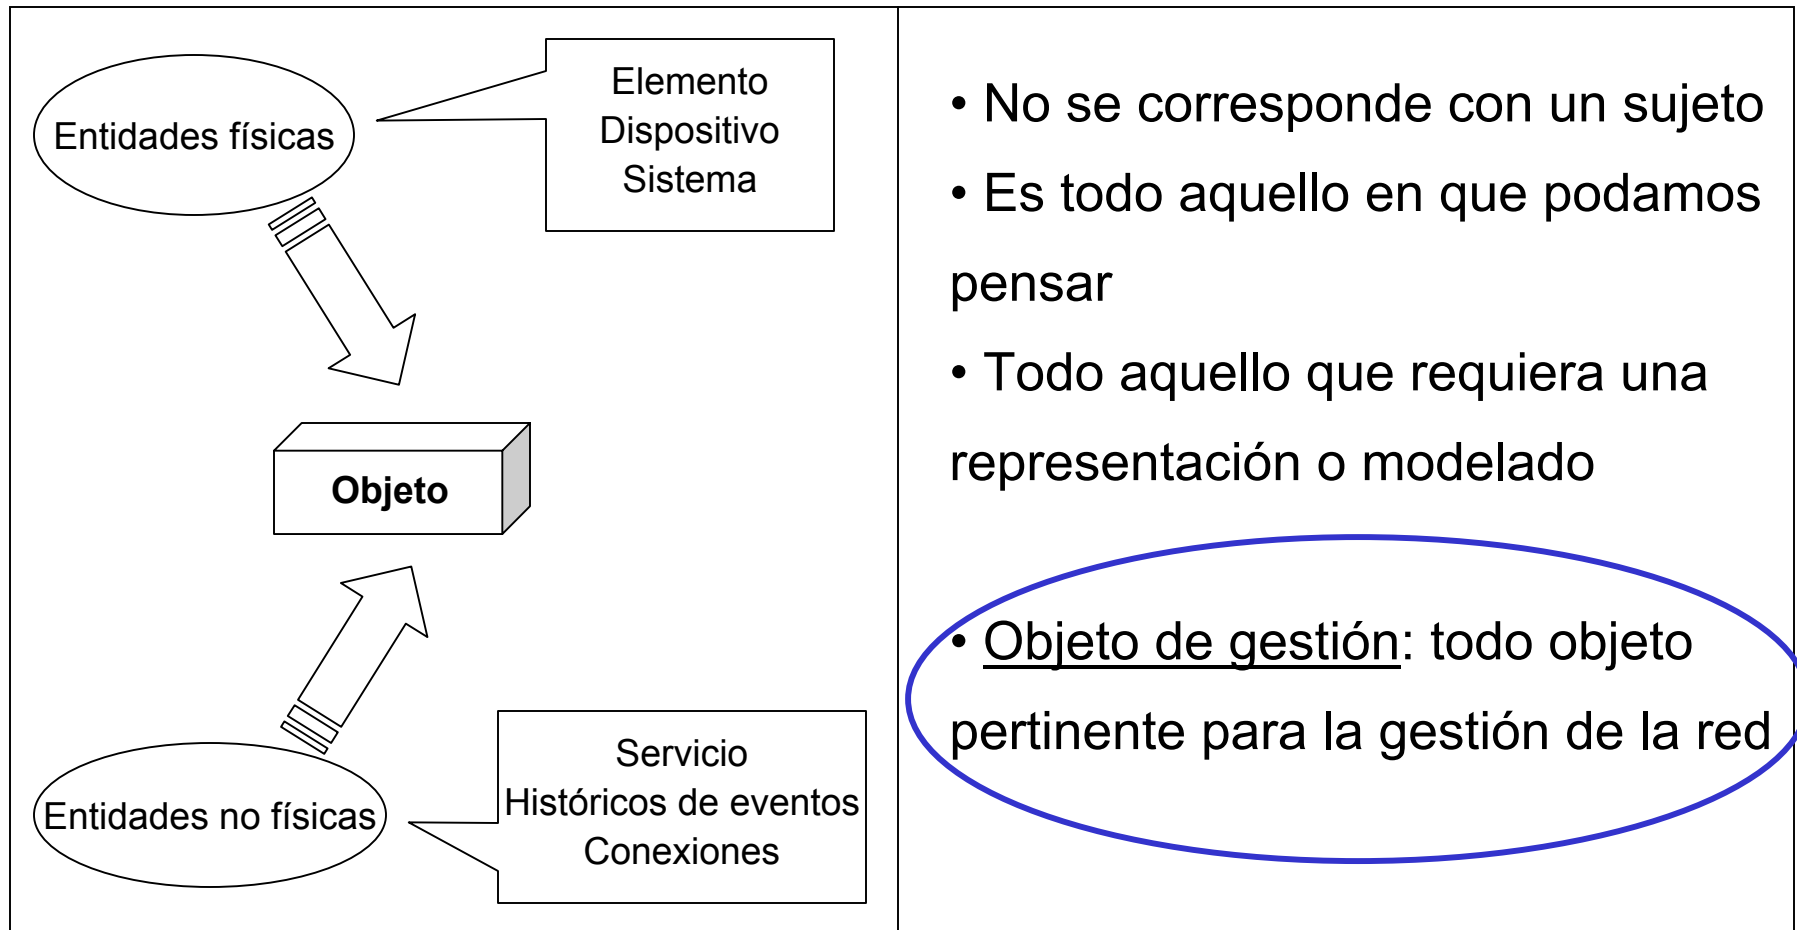 Entidades físicas
Elemento
Dispositivo
Sistema
Objeto
Entidades no físicas
Servicio
Históricos de eventos
Conexiones
• No se corresponde con un sujeto
• Es todo aquello en que podamos
pensar
• Todo aquello que requiera una
representación o modelado
• Objeto de gestión: todo objeto
pertinente para la gestión de la red